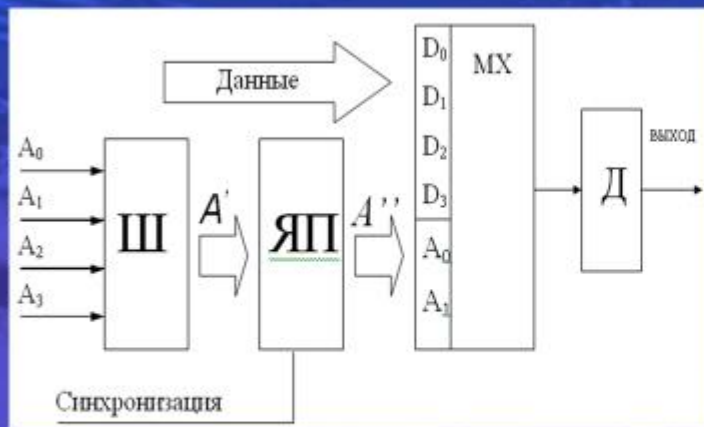 Данные
A₀
A₁
A₂
A₃
Ш
A'
ЯП
A''
D₀
D₁
D₂
D₃
A₀
A₁
MX
Д
выход
Синхронизация